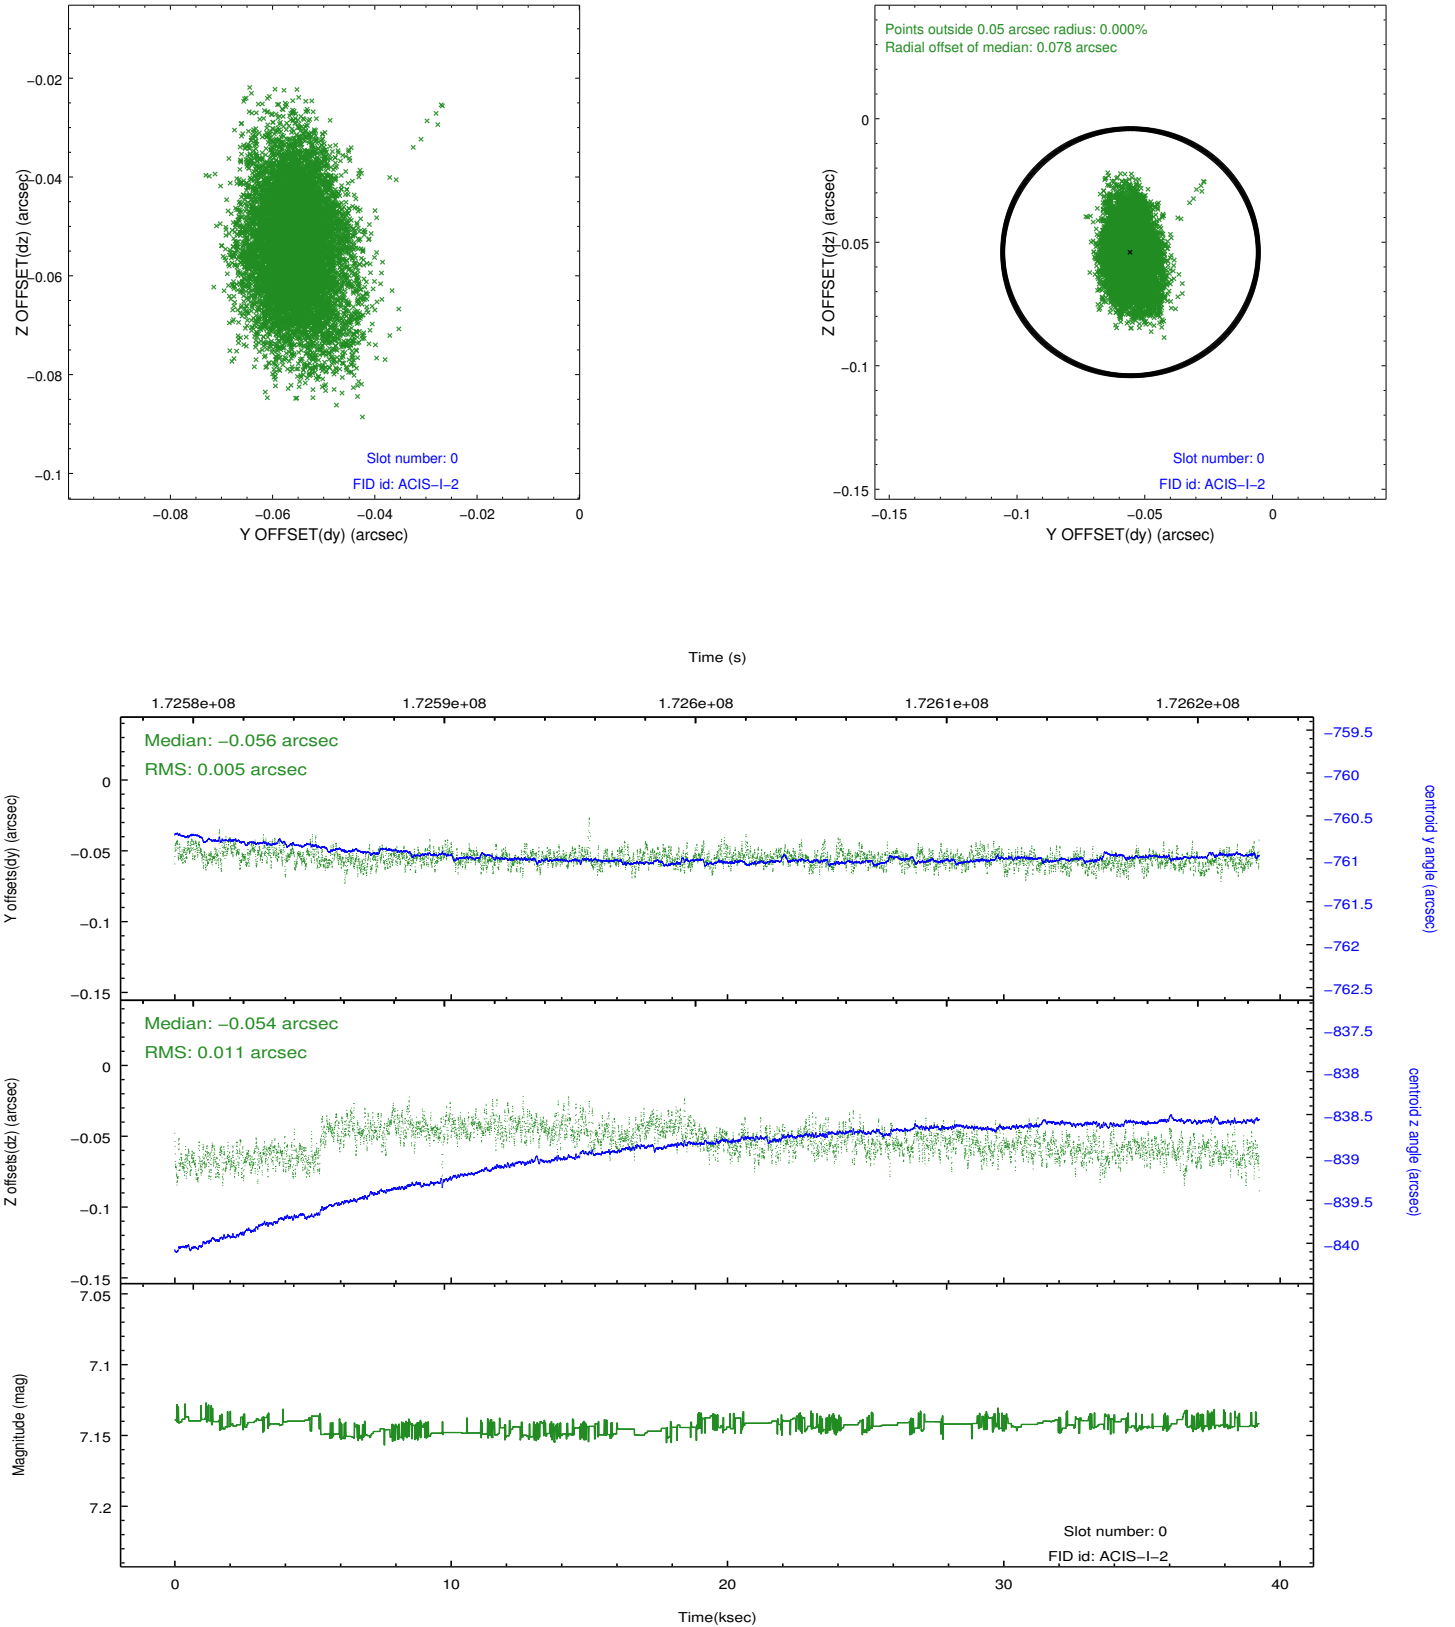 −0.02
−0.04
−0.06
−0.08
−0.1
Z OFFSET(dz) (arcsec)
Slot number: 0
FID id: ACIS−I−2
−0.08 −0.06 −0.04 −0.02 0
Y OFFSET(dy) (arcsec)
Points outside 0.05 arcsec radius: 0.000%
Radial offset of median: 0.078 arcsec
0
−0.05
−0.1
−0.15
Z OFFSET(dz) (arcsec)
Slot number: 0
FID id: ACIS−I−2
−0.15 −0.1 −0.05 0
Y OFFSET(dy) (arcsec)
Time (s)
1.7258e+08 1.7259e+08 1.726e+08 1.7261e+08 1.7262e+08
Median: −0.056 arcsec
RMS: 0.005 arcsec
0
−0.05
−0.1
−0.15
Y offsets(dy) (arcsec)
−759.5
−760
−760.5
−761
−761.5
−762
−762.5
centroid y angle (arcsec)
Median: −0.054 arcsec
RMS: 0.011 arcsec
0
−0.05
−0.1
−0.15
Z offsets(dz) (arcsec)
−837.5
−838
−838.5
−839
−839.5
−840
centroid z angle (arcsec)
7.05
7.1
7.15
7.2
Magnitude (mag)
Slot number: 0
FID id: ACIS−I−2
0 10 20 30 40
Time(ksec)